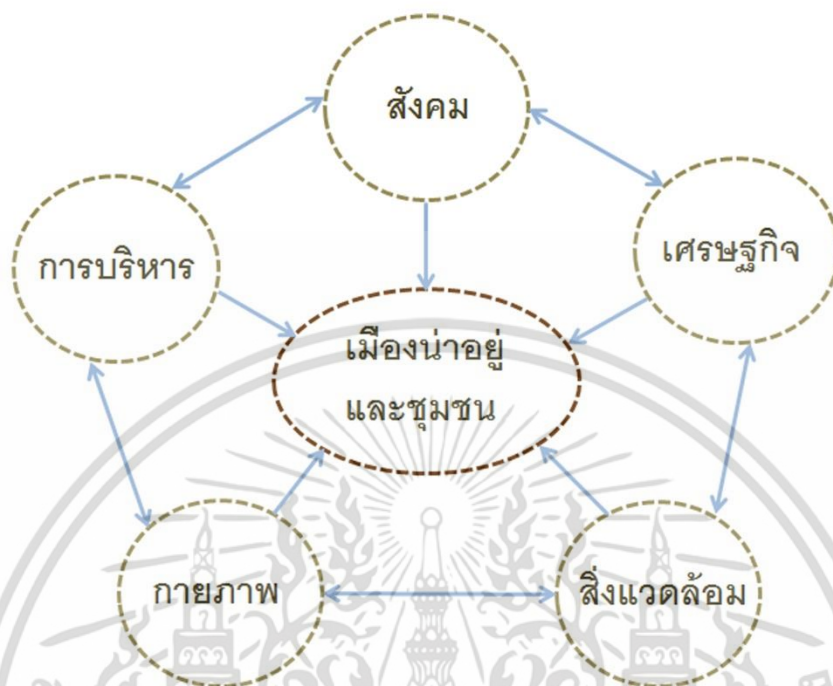 สังคม
การบริหาร
เศรษฐกิจ
เมืองน่าอยู่
และชุมชน
กายภาพ
สิ่งแวดล้อม